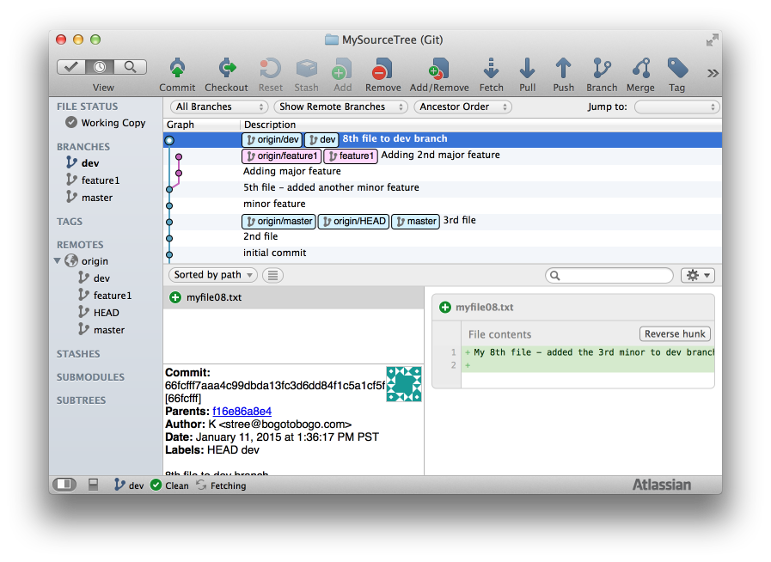 MySourceTree (Git)
View Commit Checkout Reset Stash Add Remove Add/Remove Fetch Pull Push Branch Merge Tag
FILE STATUS
Working Copy
BRANCHES
dev
feature1
master
TAGS
REMOTES
origin
dev
feature1
HEAD
master
STASHES
SUBMODULES
SUBTREES
All Branches Show Remote Branches Ancestor Order Jump to:
Graph Description
origin/dev dev 8th file to dev branch
origin/feature1 feature1 Adding 2nd major feature
Adding major feature
5th file - added another minor feature
minor feature
origin/master origin/HEAD master 3rd file
2nd file
initial commit
Sorted by path
myfile08.txt
Commit:
66fcfff7aaa4c99dbda13fc3d6dd84f1c5a1cf5f
[66fcfff]
Parents: f16e86a8e4
Author: K <stree@bogotobogo.com>
Date: January 11, 2015 at 1:36:17 PM PST
Labels: HEAD dev
8th file to dev branch
myfile08.txt
File contents Reverse hunk
1 + My 8th file - added the 3rd minor to dev branch
2 +
dev Clean Fetching Atlassian